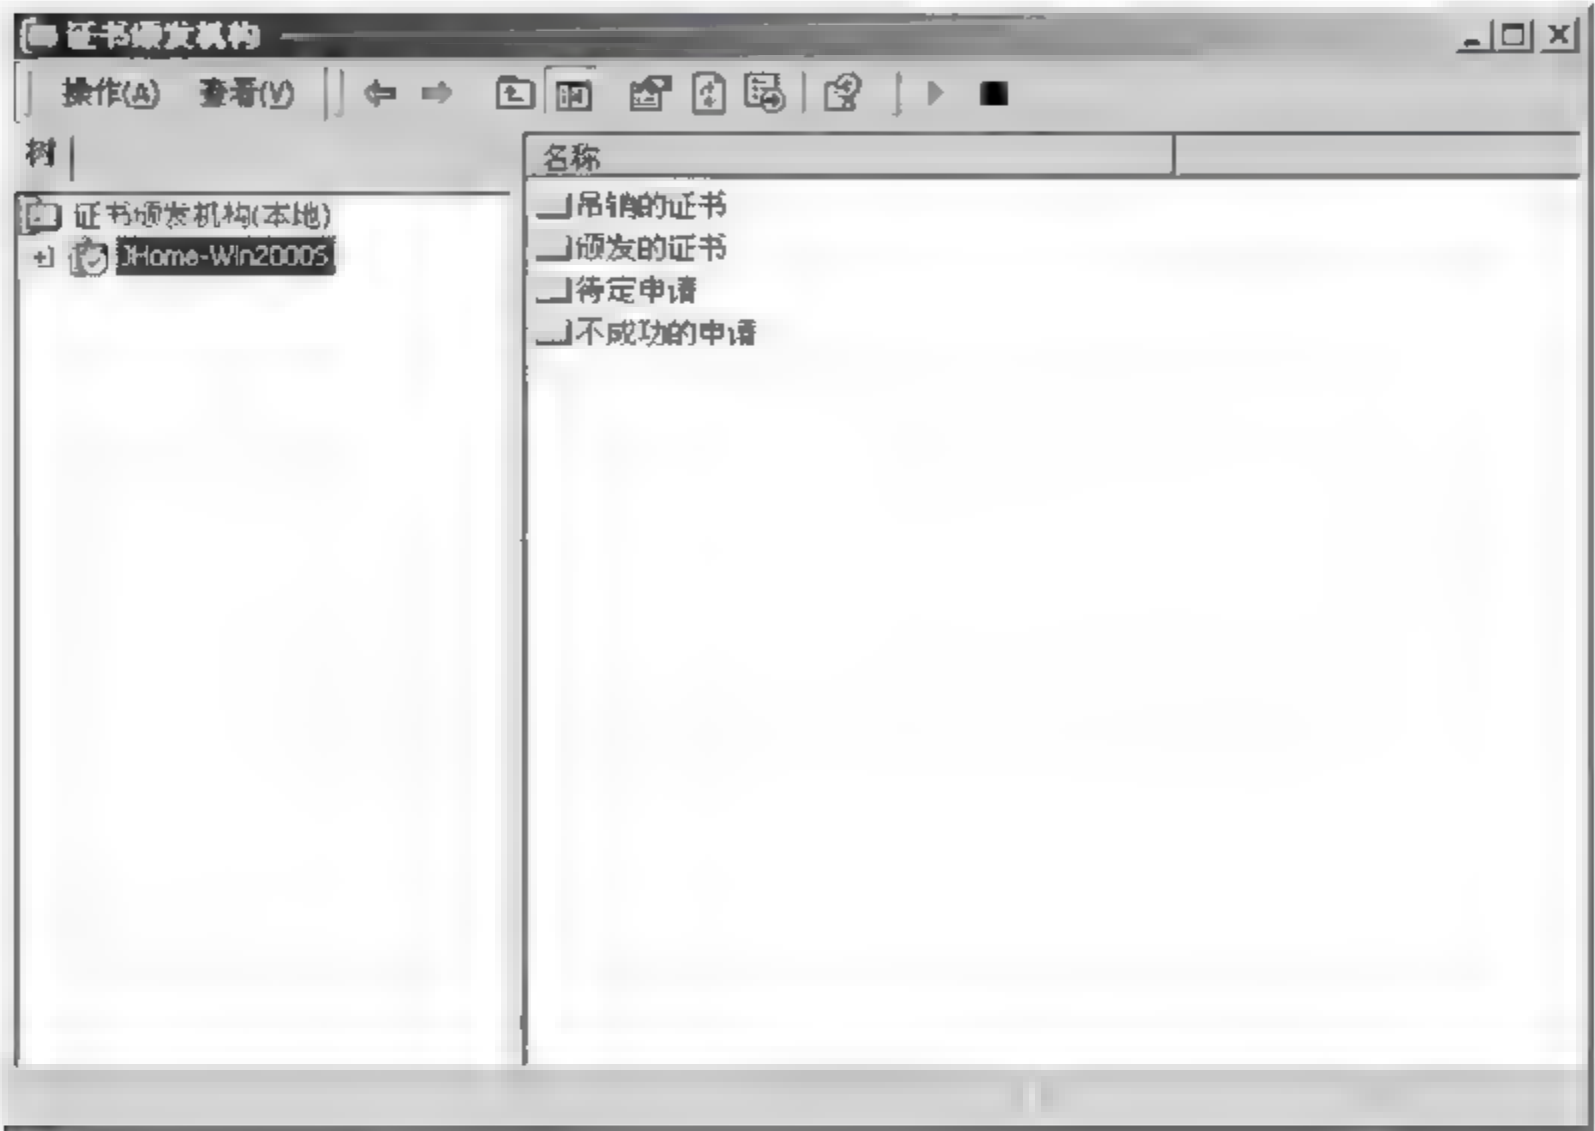 证书颁发机构
操作(A) 查看(V)
树
名称
证书颁发机构(本地)
JHome-Win2000S
吊销的证书
颁发的证书
待定申请
不成功的申请